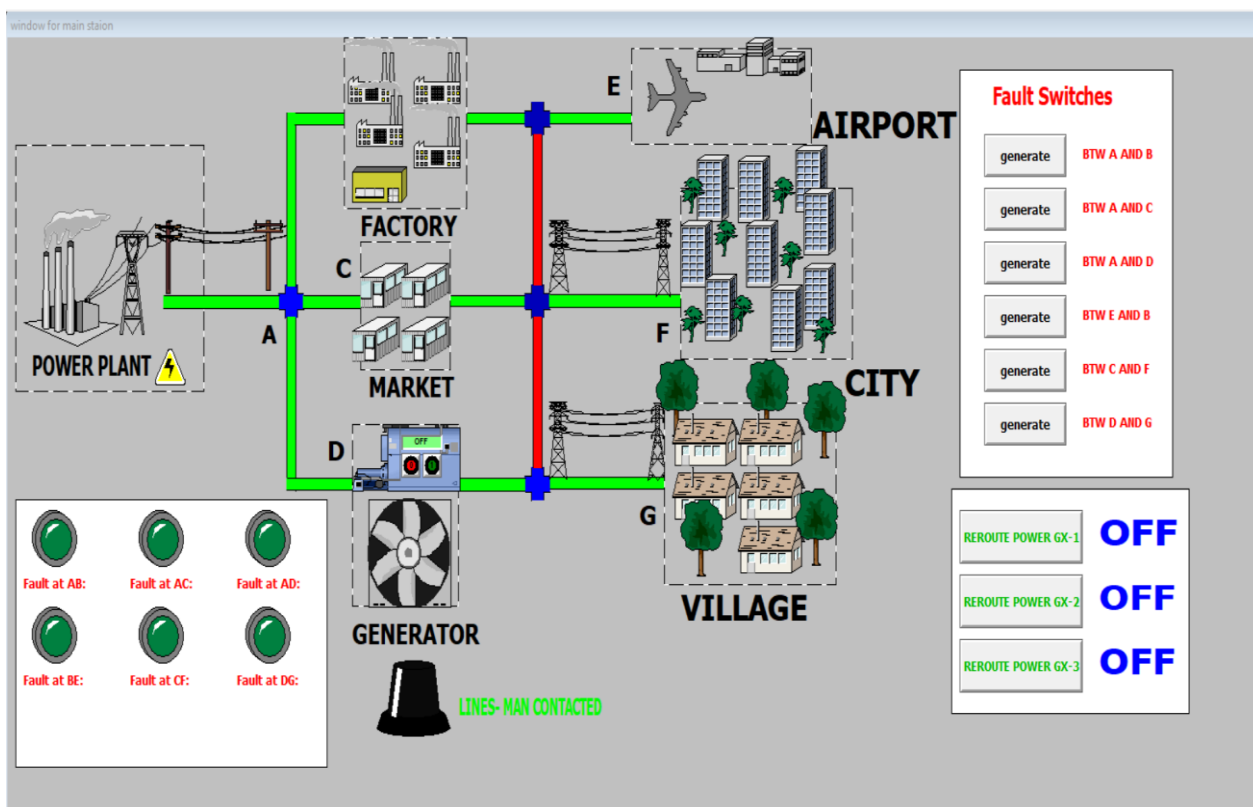 window for main staion
E
AIRPORT
FACTORY
C
A
POWER PLANT
MARKET
F
CITY
D
OFF
0
0
G
VILLAGE
GENERATOR
LINES- MAN CONTACTED
Fault at AB:
Fault at AC:
Fault at AD:
Fault at BE:
Fault at CF:
Fault at DG:
Fault Switches
generate BTW A AND B
generate BTW A AND C
generate BTW A AND D
generate BTW E AND B
generate BTW C AND F
generate BTW D AND G
REROUTE POWER GX-1 OFF
REROUTE POWER GX-2 OFF
REROUTE POWER GX-3 OFF